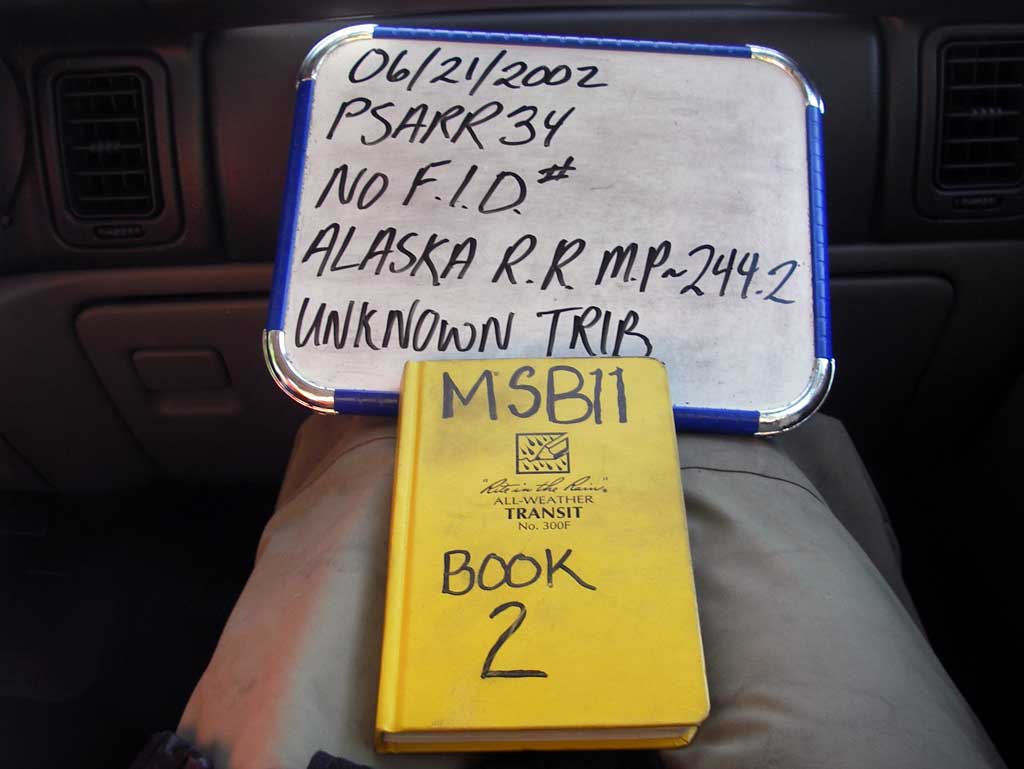 06/21/2002
PSARR34
NO F.I.D.#
ALASKA R.R. M.P~244.2
UNKNOWN TRIB
MSB11
"Rite in the Rain"®
ALL-WEATHER
TRANSIT
No. 300F
BOOK
2